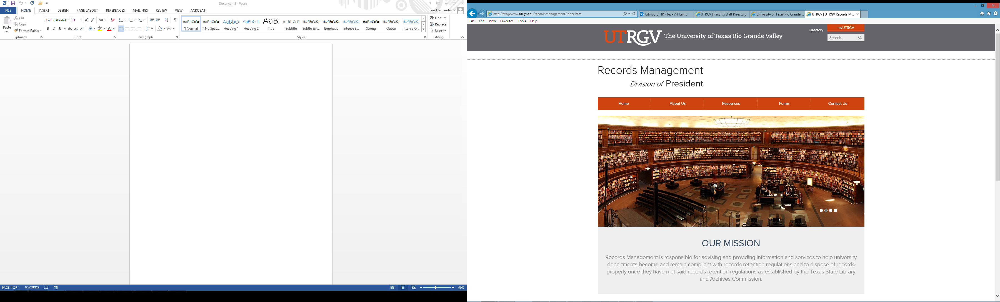 Document1 - Word
FILE HOME INSERT DESIGN PAGE LAYOUT REFERENCES MAILINGS REVIEW VIEW ACROBAT
Luis Hernandez
Paste
Cut
Copy
Format Painter
Clipboard
Calibri (Body) 11
Font
Paragraph
AaBbCcDc AaBbCcDc AaBbC( AaBbCcC AaB| AaBbCcC AaBbCcDc AaBbCcDc AaBbCcDc AaBbCcDc AaBbCcDc AaBbCcDc
¶ Normal ¶ No Spac... Heading 1 Heading 2 Title Subtitle Subtle Em... Emphasis Intense E... Strong Quote Intense Q...
Styles
Find
Replace
Select
Editing
PAGE 1 OF 1 0 WORDS
90%
http://stagewww.utrgv.edu/recordsmanagement/index.htm
Edinburg HR Files - All Items
UTRGV | Faculty/Staff Directory
University of Texas Rio Grande ...
UTRGV | UTRGV Records M...
File Edit View Favorites Tools Help
UTRGV The University of Texas Rio Grande Valley
Directory
myUTRGV
Search...
Records Management
Division of President
Home About Us Resources Forms Contact Us
OUR MISSION
Records Management is responsible for advising and providing information and services to help university
departments become and remain compliant with records retention regulations and to dispose of records
properly once they have met said records retention regulations as established by the Texas State Library
and Archives Commission.